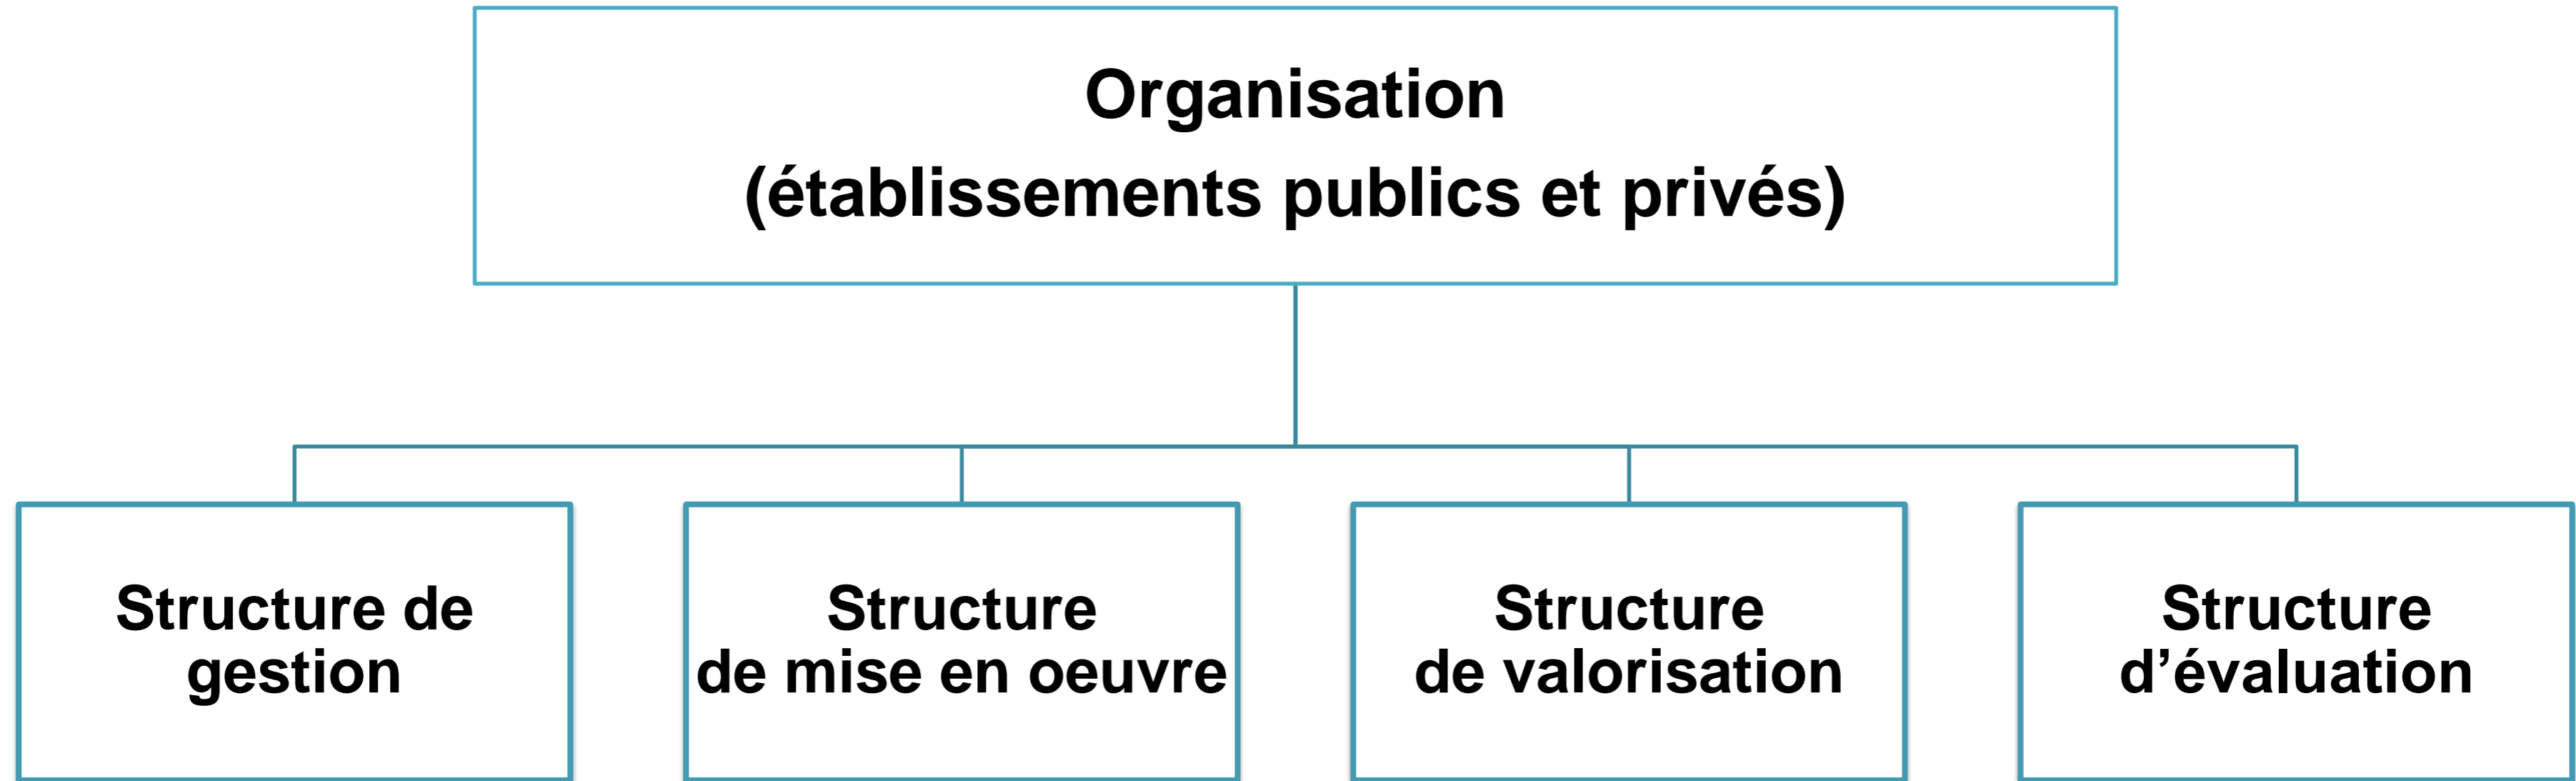 Organisation
(établissements publics et privés)
Structure de
gestion
Structure
de mise en oeuvre
Structure
de valorisation
Structure
d’évaluation